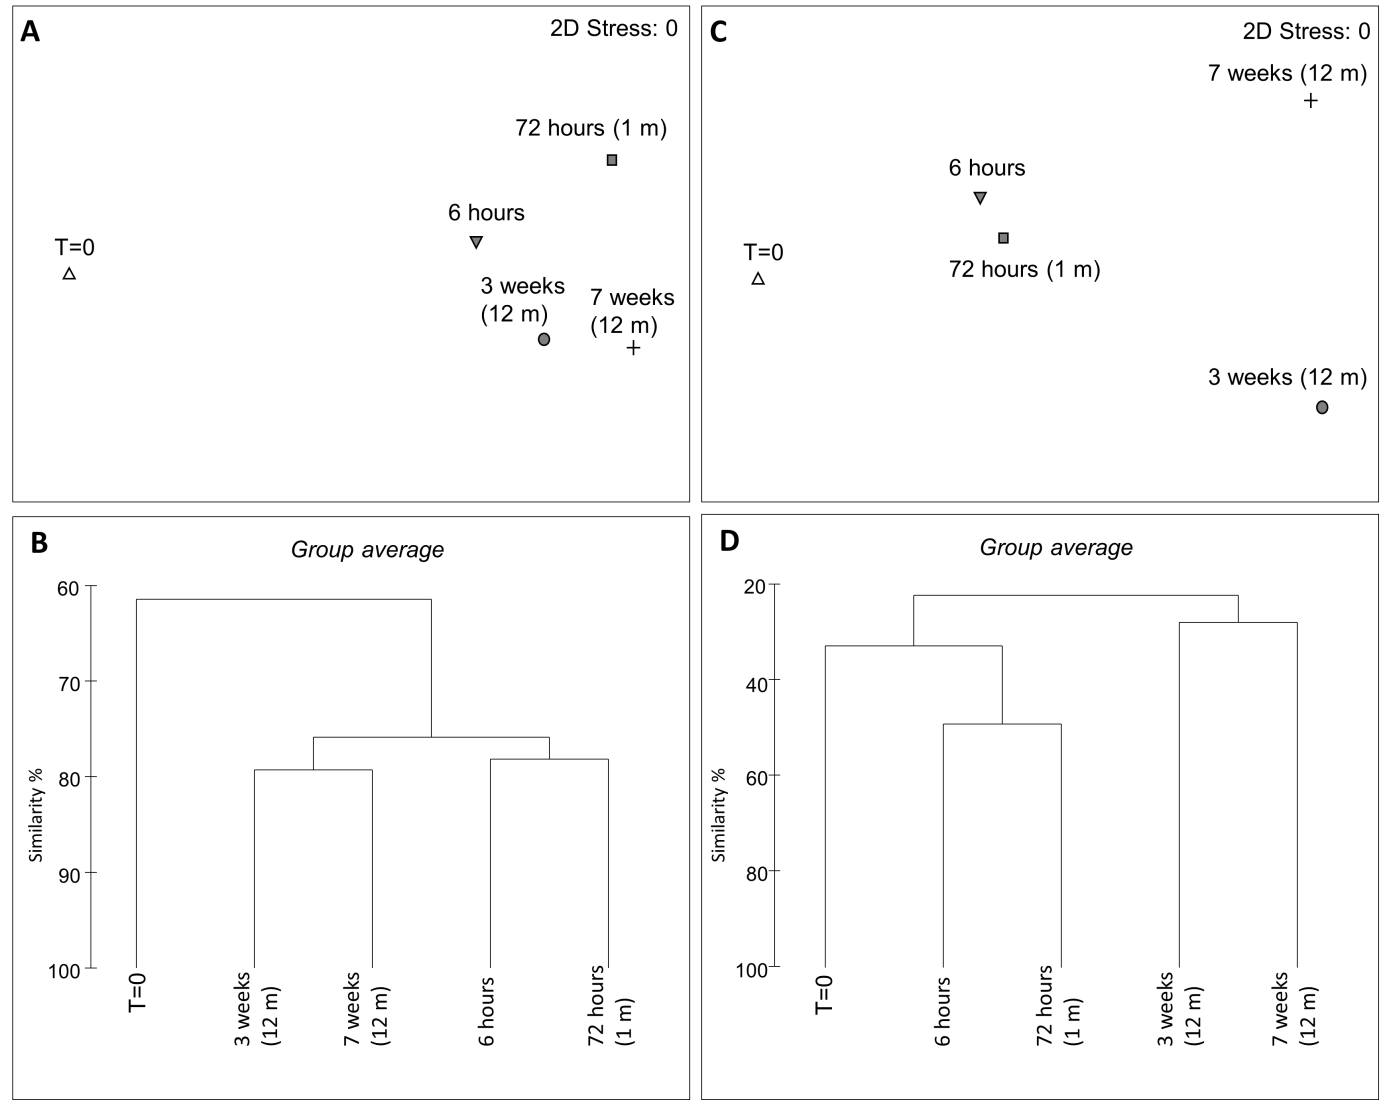 A
2D Stress: 0
72 hours (1 m)
6 hours
T=0
3 weeks
(12 m)
7 weeks
(12 m)
C
2D Stress: 0
7 weeks (12 m)
6 hours
T=0
72 hours (1 m)
3 weeks (12 m)
B
Group average
60
70
80
90
100
Similarity %
T=0
3 weeks
(12 m)
7 weeks
(12 m)
6 hours
72 hours
(1 m)
D
Group average
20
40
60
80
100
Similarity %
T=0
6 hours
72 hours
(1 m)
3 weeks
(12 m)
7 weeks
(12 m)